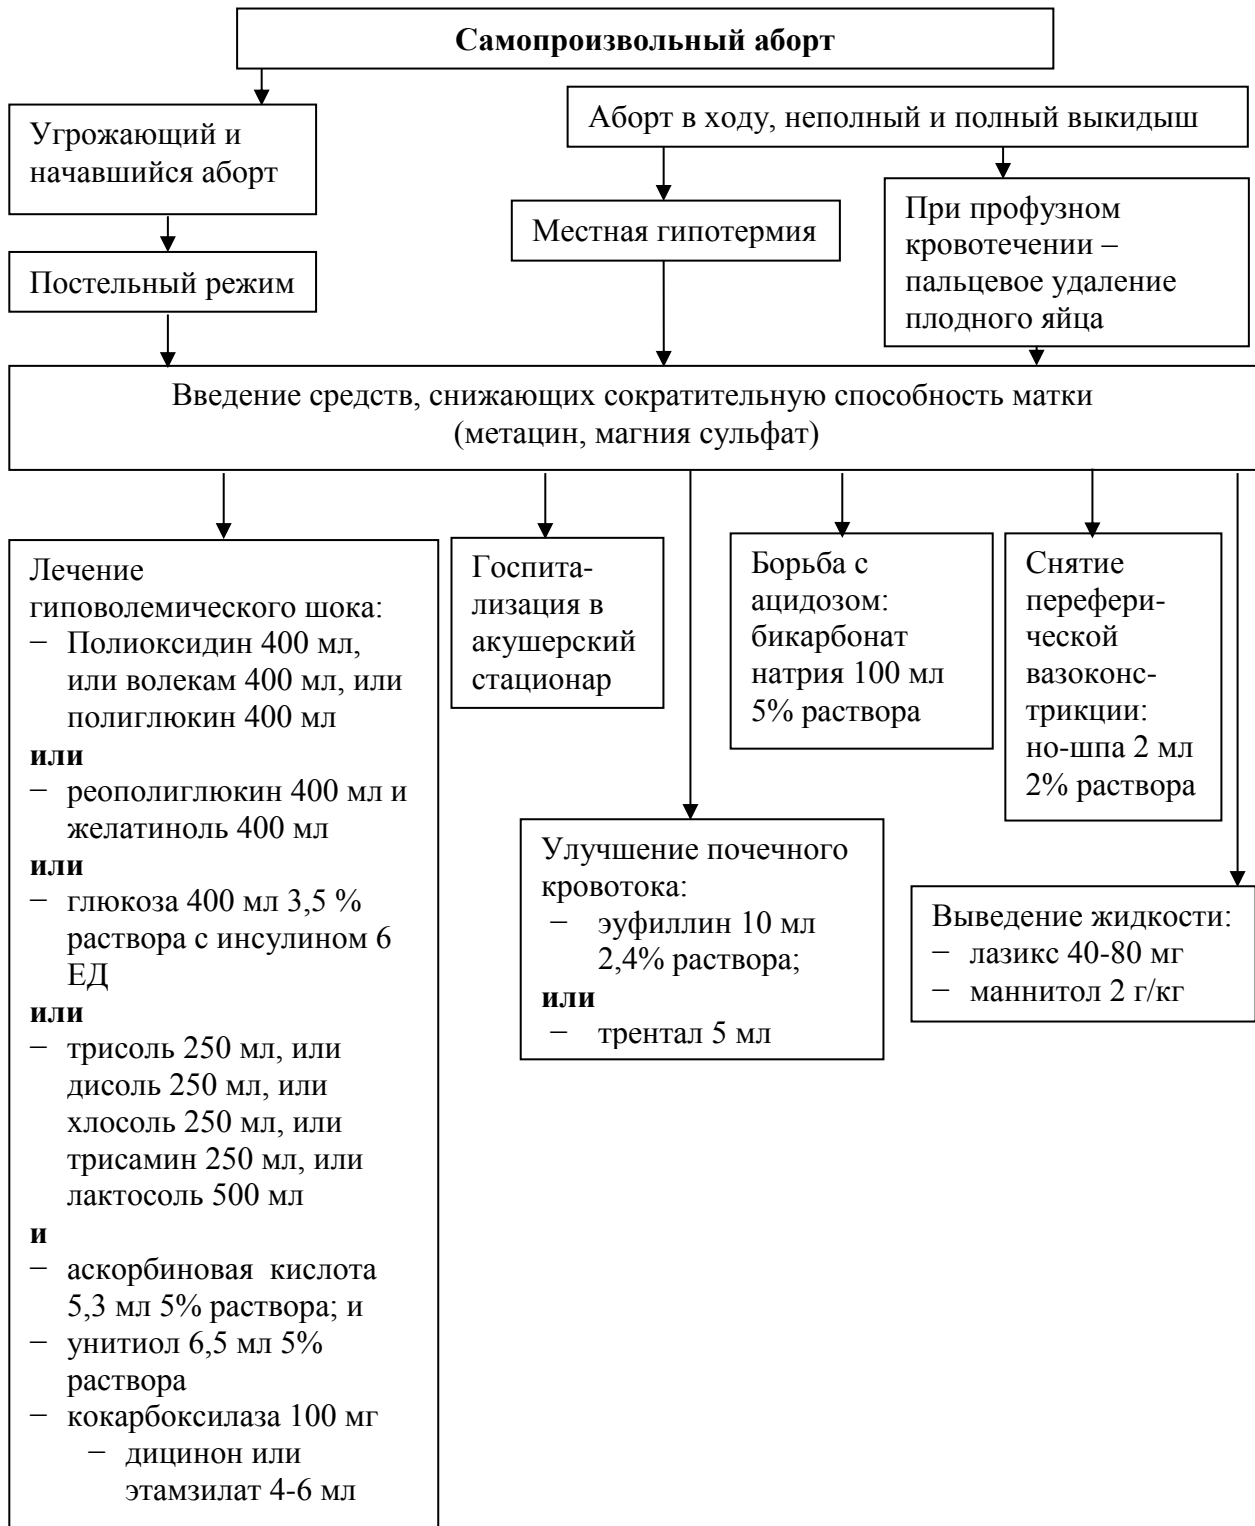 Самопроизвольный аборт
Угрожающий и
начавшийся аборт
Аборт в ходу, неполный и полный выкидыш
Постельный режим
Местная гипотермия
При профузном
кровотечении –
пальцевое удаление
плодного яйца
Введение средств, снижающих сократительную способность матки
(метацин, магния сульфат)
Лечение
гиповолемического шока:
− Полиоксидин 400 мл,
или волекам 400 мл, или
полиглюкин 400 мл
или
− реополиглюкин 400 мл и
желатиноль 400 мл
или
− глюкоза 400 мл 3,5 %
раствора с инсулином 6
ЕД
или
− трисоль 250 мл, или
дисоль 250 мл, или
хлосоль 250 мл, или
трисамин 250 мл, или
лактосоль 500 мл
и
− аскорбиновая кислота
5,3 мл 5% раствора; и
− унитиол 6,5 мл 5%
раствора
− кокарбоксилаза 100 мг
− дицинон или
этамзилат 4-6 мл
Госпита-
лизация в
акушерский
стационар
Улучшение почечного
кровотока:
− эуфиллин 10 мл
2,4% раствора;
или
− трентал 5 мл
Борьба с
ацидозом:
бикарбонат
натрия 100 мл
5% раствора
Снятие
перефери-
ческой
вазоконс-
трикции:
но-шпа 2 мл
2% раствора
Выведение жидкости:
− лазикс 40-80 мг
− маннитол 2 г/кг